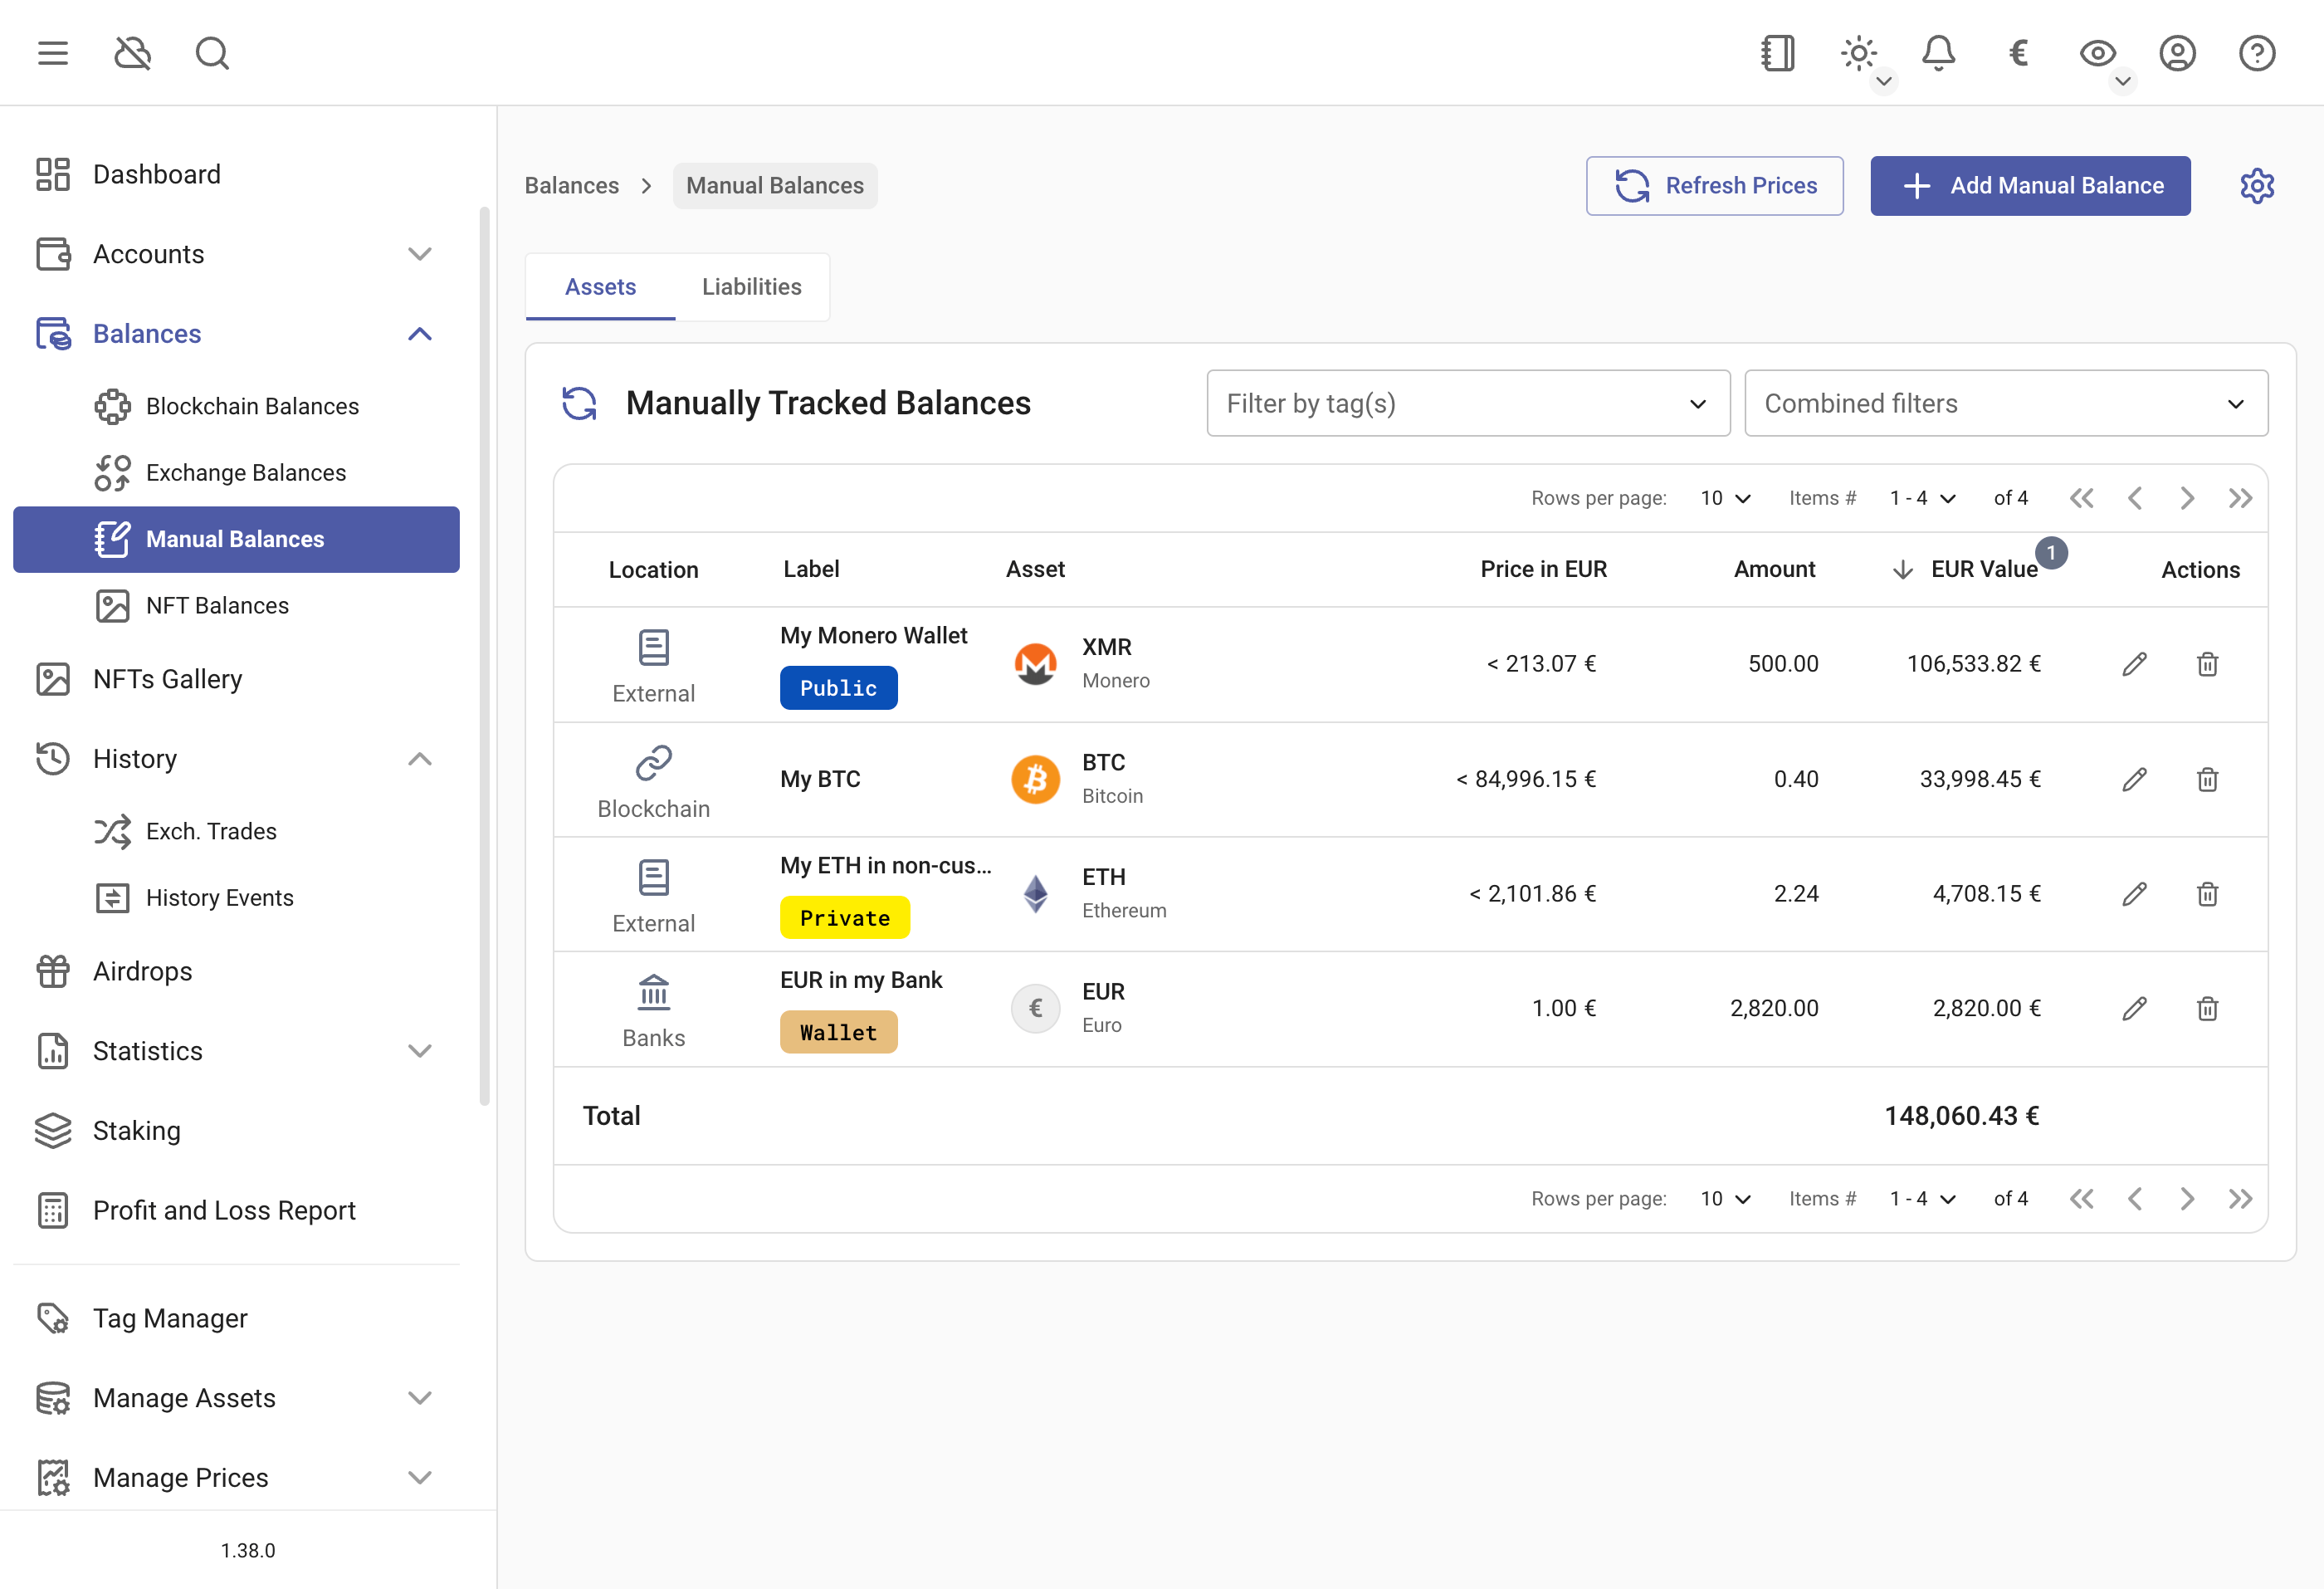 Dashboard
Accounts
Balances
Blockchain Balances
Exchange Balances
Manual Balances
NFT Balances
NFTs Gallery
History
Exch. Trades
History Events
Airdrops
Statistics
Staking
Profit and Loss Report
Tag Manager
Manage Assets
Manage Prices
1.38.0
€
Balances > Manual Balances
Refresh Prices
Add Manual Balance
Assets Liabilities
Manually Tracked Balances
Filter by tag(s)
Combined filters
Rows per page: 10 Items # 1 - 4 of 4
Location Label Asset Price in EUR Amount EUR Value 1 Actions
External My Monero Wallet Public XMR Monero < 213.07 € 500.00 106,533.82 €
Blockchain My BTC BTC Bitcoin < 84,996.15 € 0.40 33,998.45 €
External My ETH in non-cus... Private ETH Ethereum < 2,101.86 € 2.24 4,708.15 €
Banks EUR in my Bank Wallet € EUR Euro 1.00 € 2,820.00 2,820.00 €
Total 148,060.43 €
Rows per page: 10 Items # 1 - 4 of 4